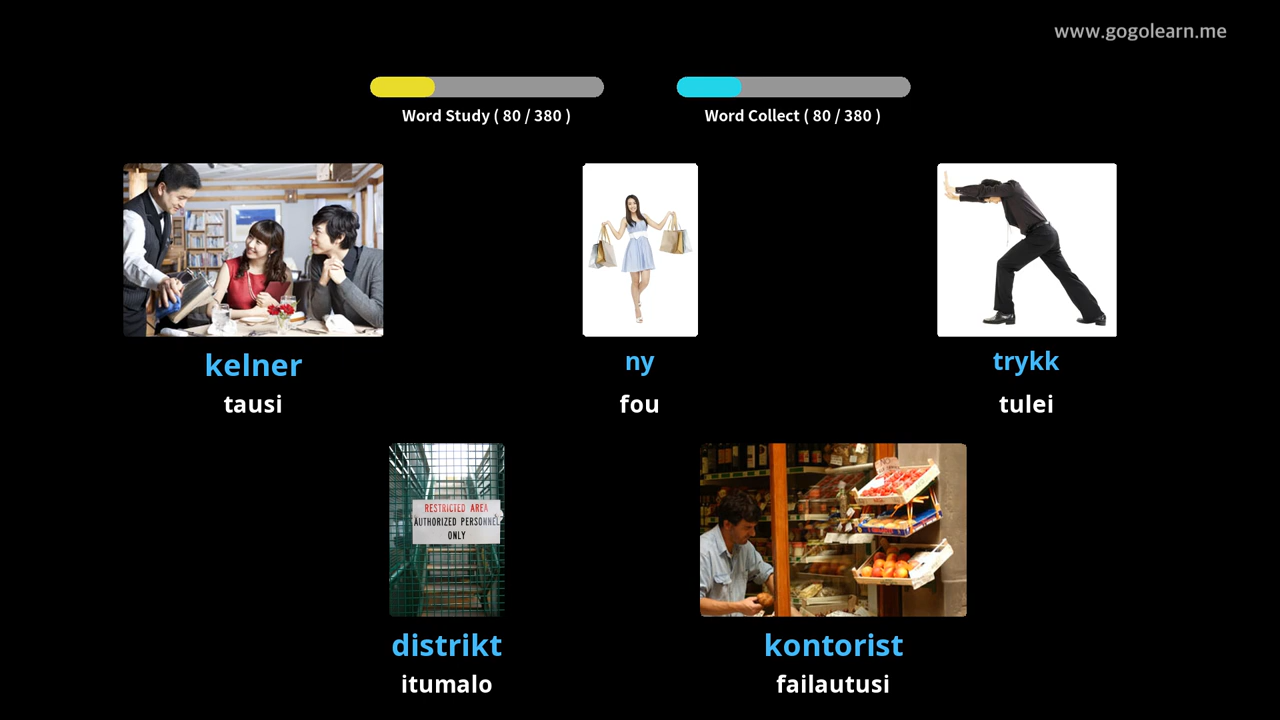 www.gogolearn.me
Word Study ( 80 / 380 )
Word Collect ( 80 / 380 )
kelner
tausi
ny
fou
trykk
tulei
RESTRICTED AREA
AUTHORIZED PERSONNEL
ONLY
distrikt
itumalo
kontorist
failautusi